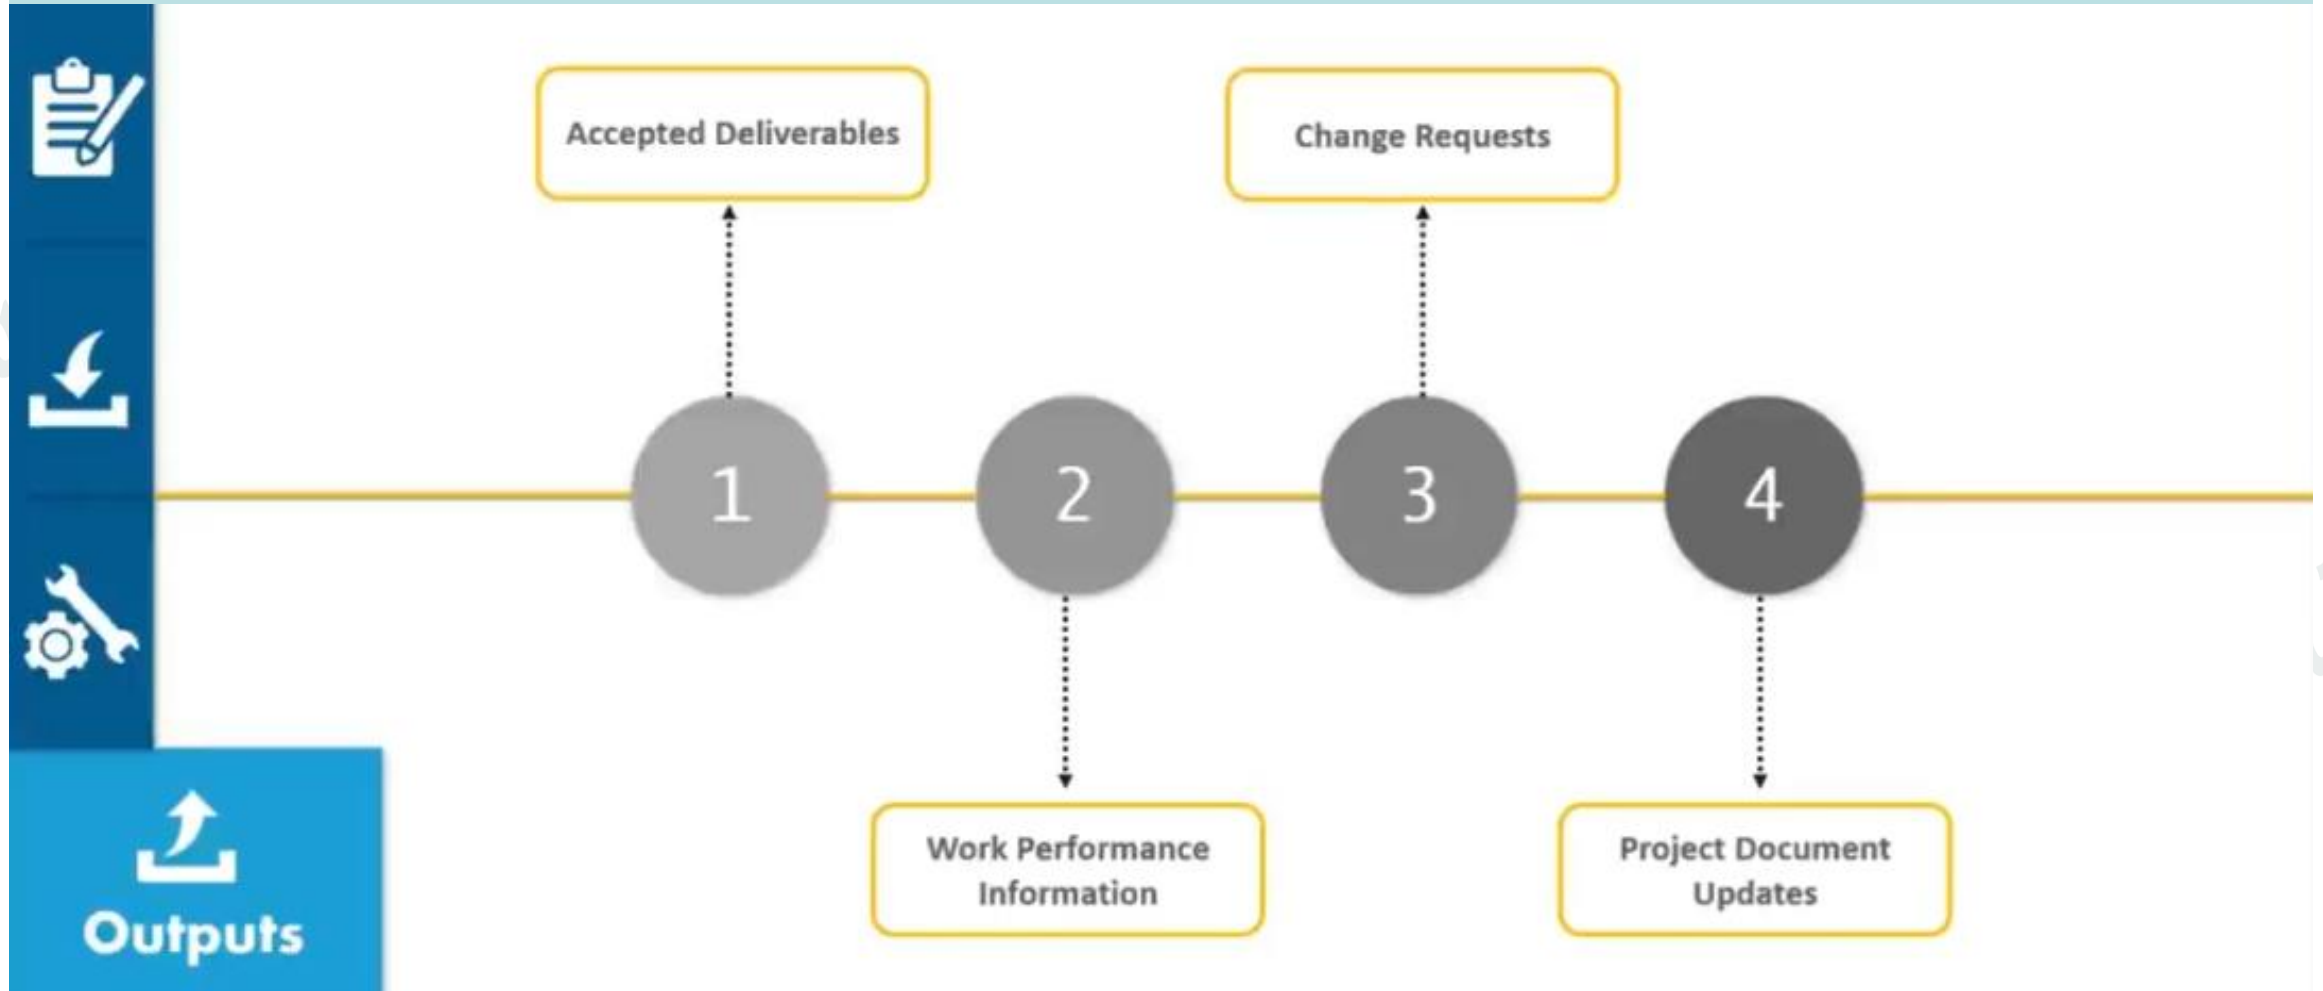 Accepted Deliverables
Change Requests
1
2
3
4
Work Performance
Information
Project Document
Updates
Outputs